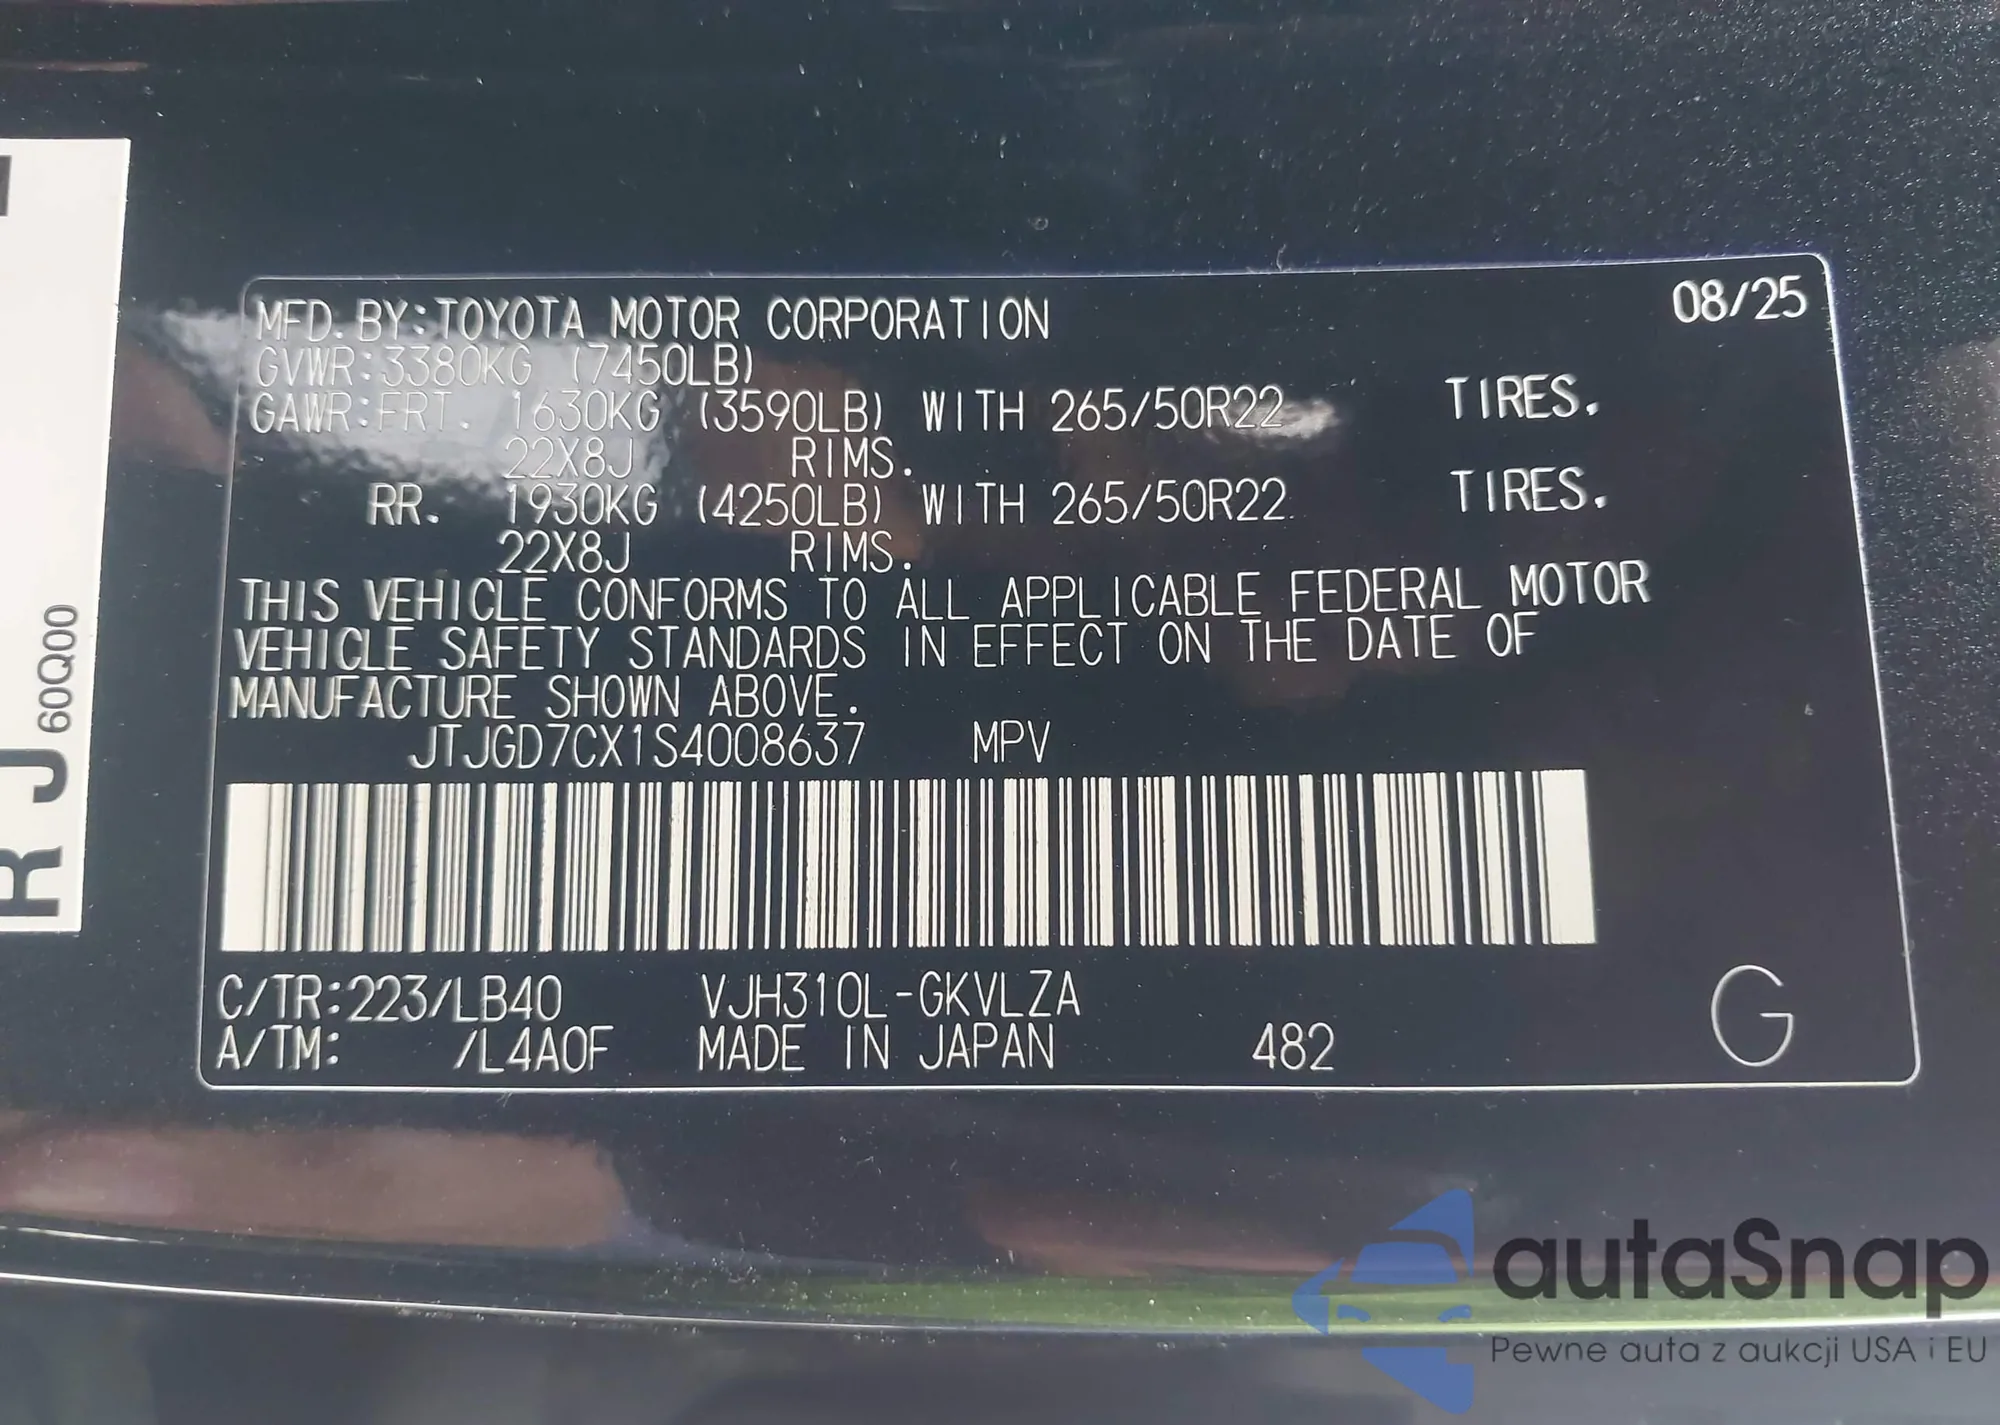 MFD. BY:TOYOTA MOTOR CORPORATION 08/25
GVWR:3380KG (7450LB)
GAWR:FRT. 1630KG (3590LB) WITH 265/50R22 TIRES.
22X8J RIMS.
RR. 1930KG (4250LB) WITH 265/50R22 TIRES.
22X8J RIMS.
THIS VEHICLE CONFORMS TO ALL APPLICABLE FEDERAL MOTOR
VEHICLE SAFETY STANDARDS IN EFFECT ON THE DATE OF
MANUFACTURE SHOWN ABOVE.
JTJGD7CX1S4008637 MPV
C/TR:223/LB40 VJH310L-GKVLZA
A/TM: /L4A0F MADE IN JAPAN 482 G
R J 60Q00
autaSnap
Pewne auta z aukcji USA i EU